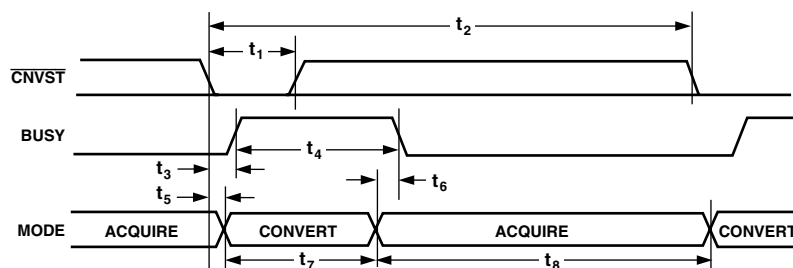 t2
t1
CNVST
BUSY
t3
t4
t5
t6
MODE ACQUIRE CONVERT ACQUIRE CONVERT
t7 t8